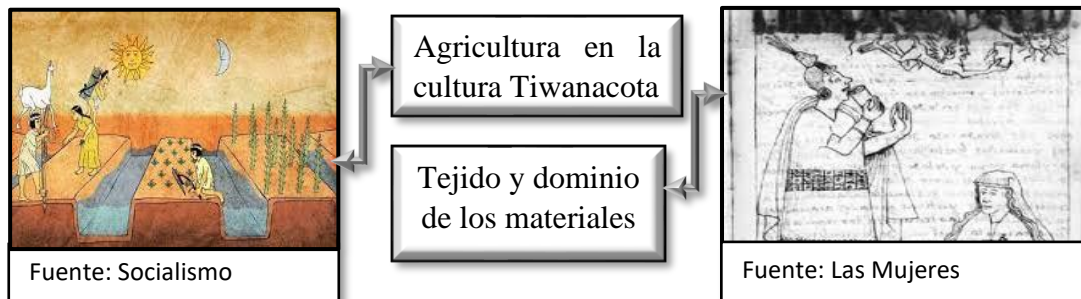 Agricultura en la
cultura Tiwanacota
Tejido y dominio
de los materiales
Fuente: Socialismo
Fuente: Las Mujeres